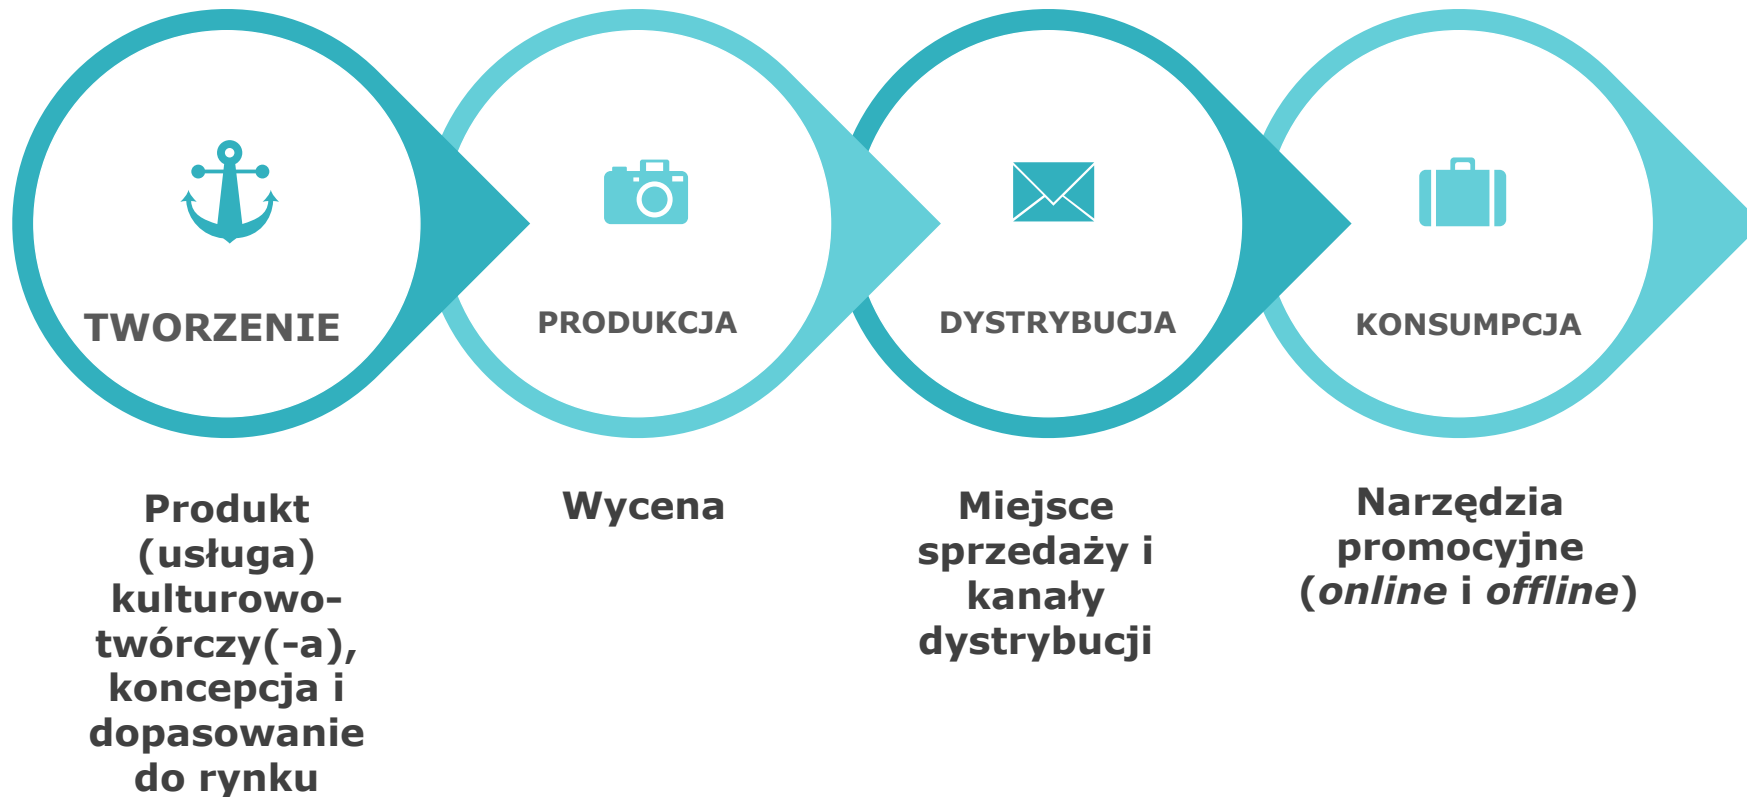 TWORZENIE
PRODUKCJA
DYSTRYBUCJA
KONSUMPCJA
Produkt
(usługa)
kulturowo-
twórczy(-a),
koncepcja i
dopasowanie
do rynku
Wycena
Miejsce
sprzedaży i
kanały
dystrybucji
Narzędzia
promocyjne
(online i offline)